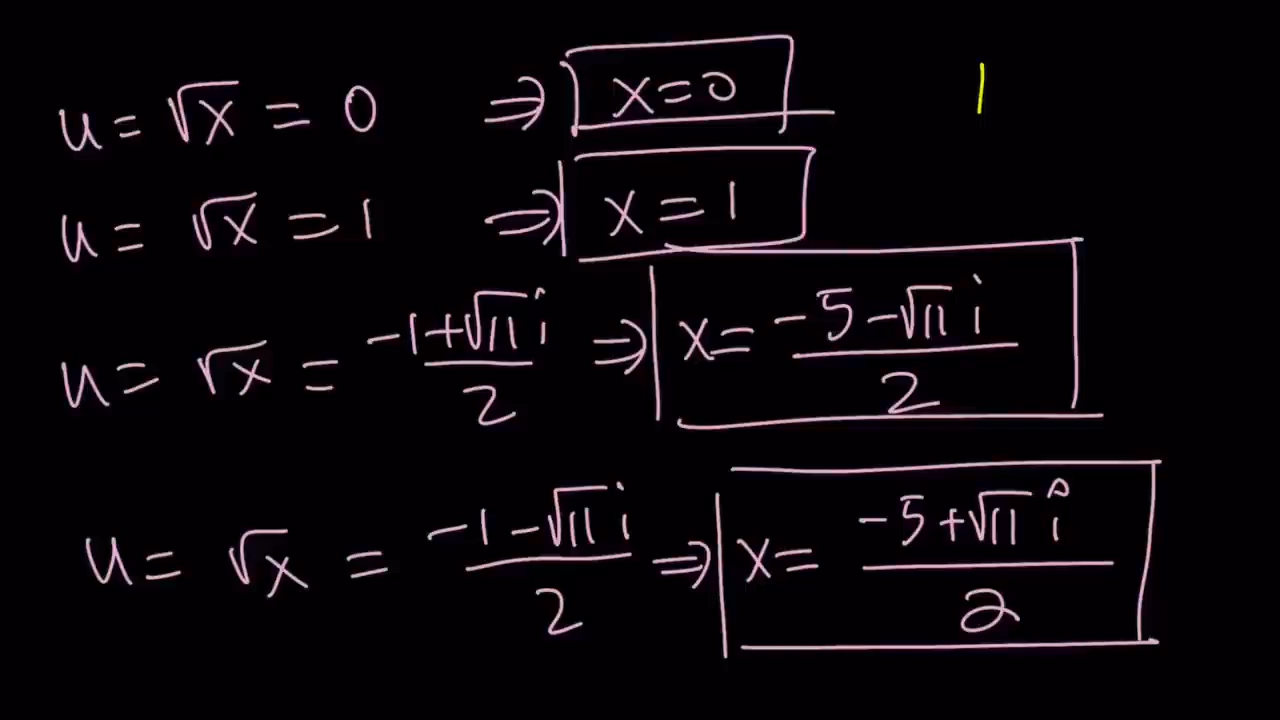 u = √x = 0 ⇒ x = 0 |
u = √x = 1 ⇒ x = 1
u = √x = (-1+√11 i)/2 ⇒ x = (-5-√11 i)/2
u = √x = (-1-√11 i)/2 ⇒ x = (-5+√11 i)/2